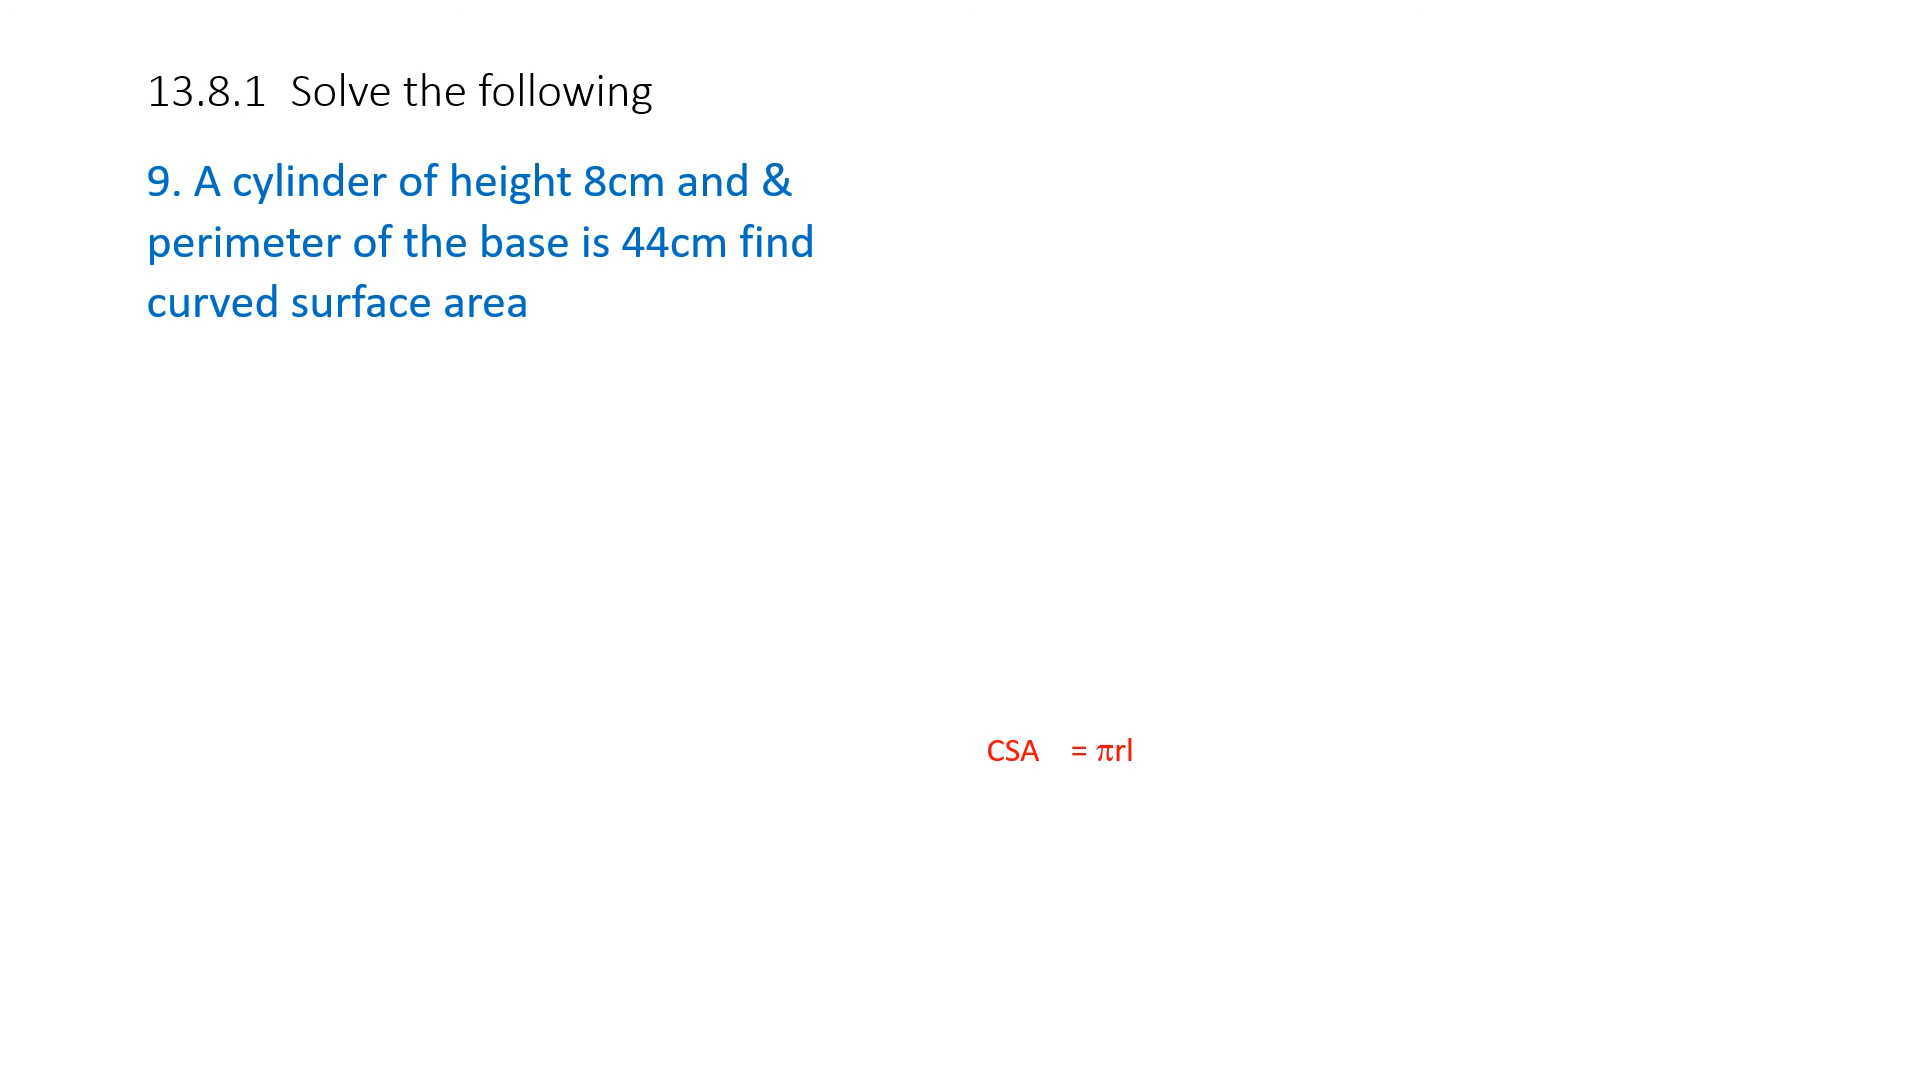 13.8.1 Solve the following
9. A cylinder of height 8cm and &
perimeter of the base is 44cm find
curved surface area
CSA = πrl